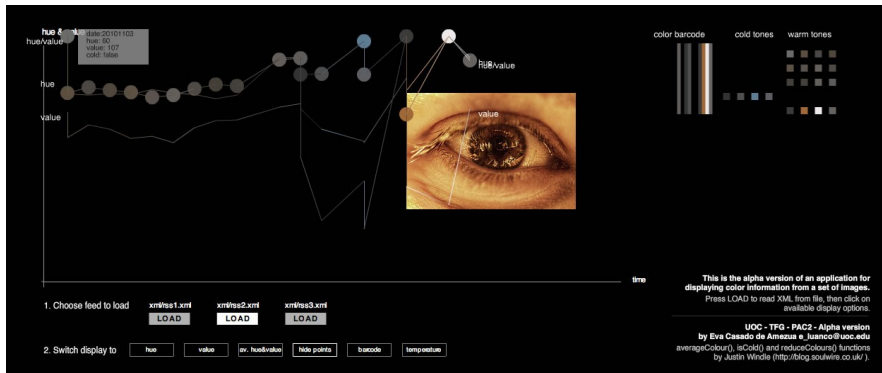 hue & value
hue/value
date:20101103
hue: 50
value: 107
cold: false
hue
value
hue
hue/value
value
time
color barcode
cold tones
warm tones
1. Choose feed to load
xml/rss1.xml
xml/rss2.xml
xml/rss3.xml
LOAD
LOAD
LOAD
2. Switch display to
hue
value
av. hue&value
hide points
barcode
temperature
This is the alpha version of an application for
displaying color information from a set of images.
Press LOAD to read XML from file, then click on
available display options.
UOC - TFG - PAC2 - Alpha version
by Eva Casado de Amezua e_luanco@uoc.edu
averageColour(), isCold() and reduceColours() functions
by Justin Windle (http://blog.soulwire.co.uk/ ).